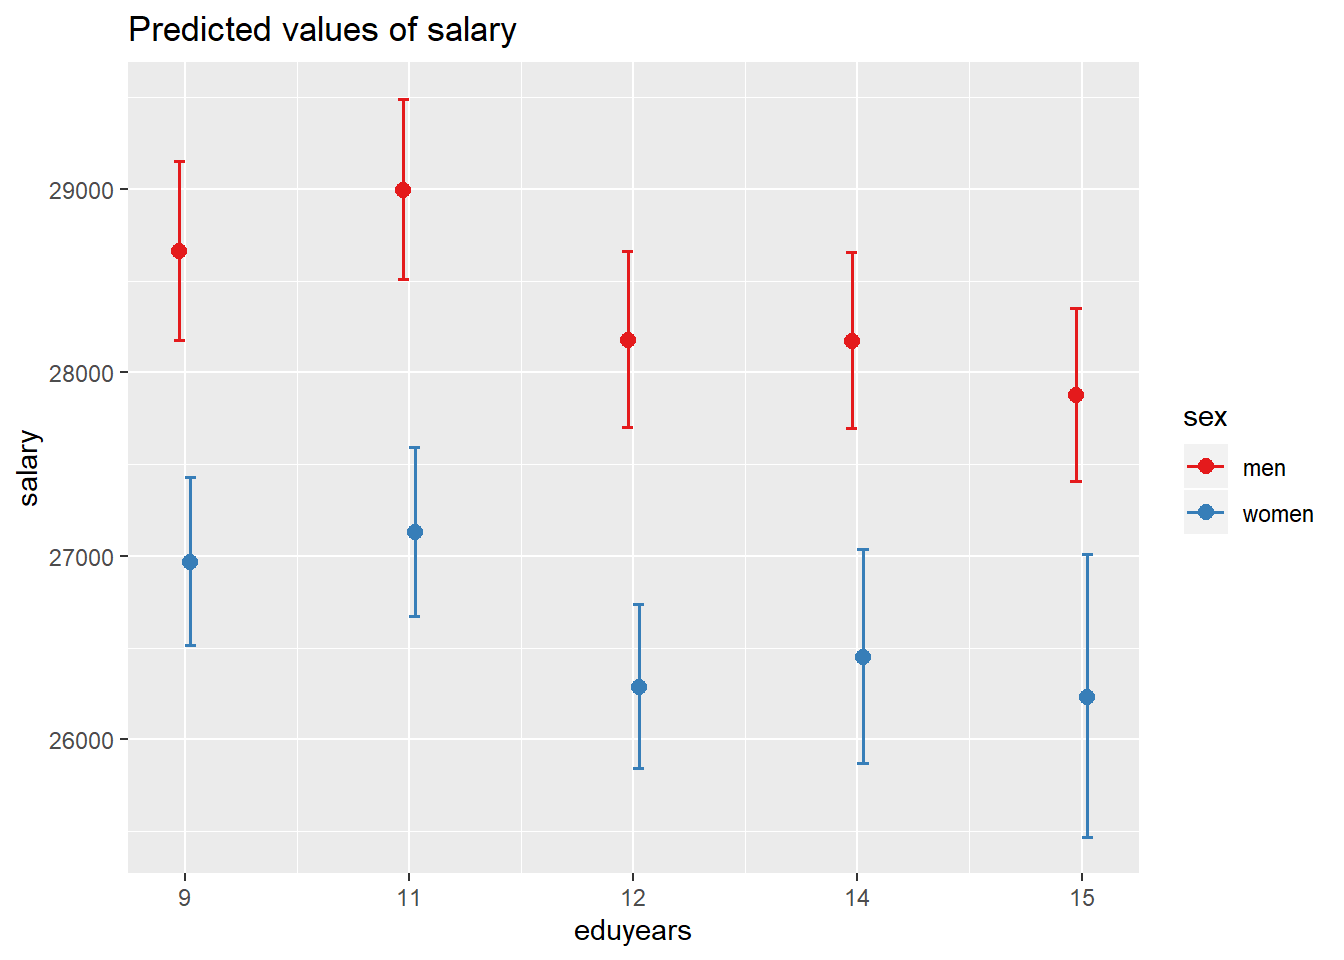 Predicted values of salary
29000
28000
27000
26000
salary
9 11 12 14 15
eduyears
sex
men
women